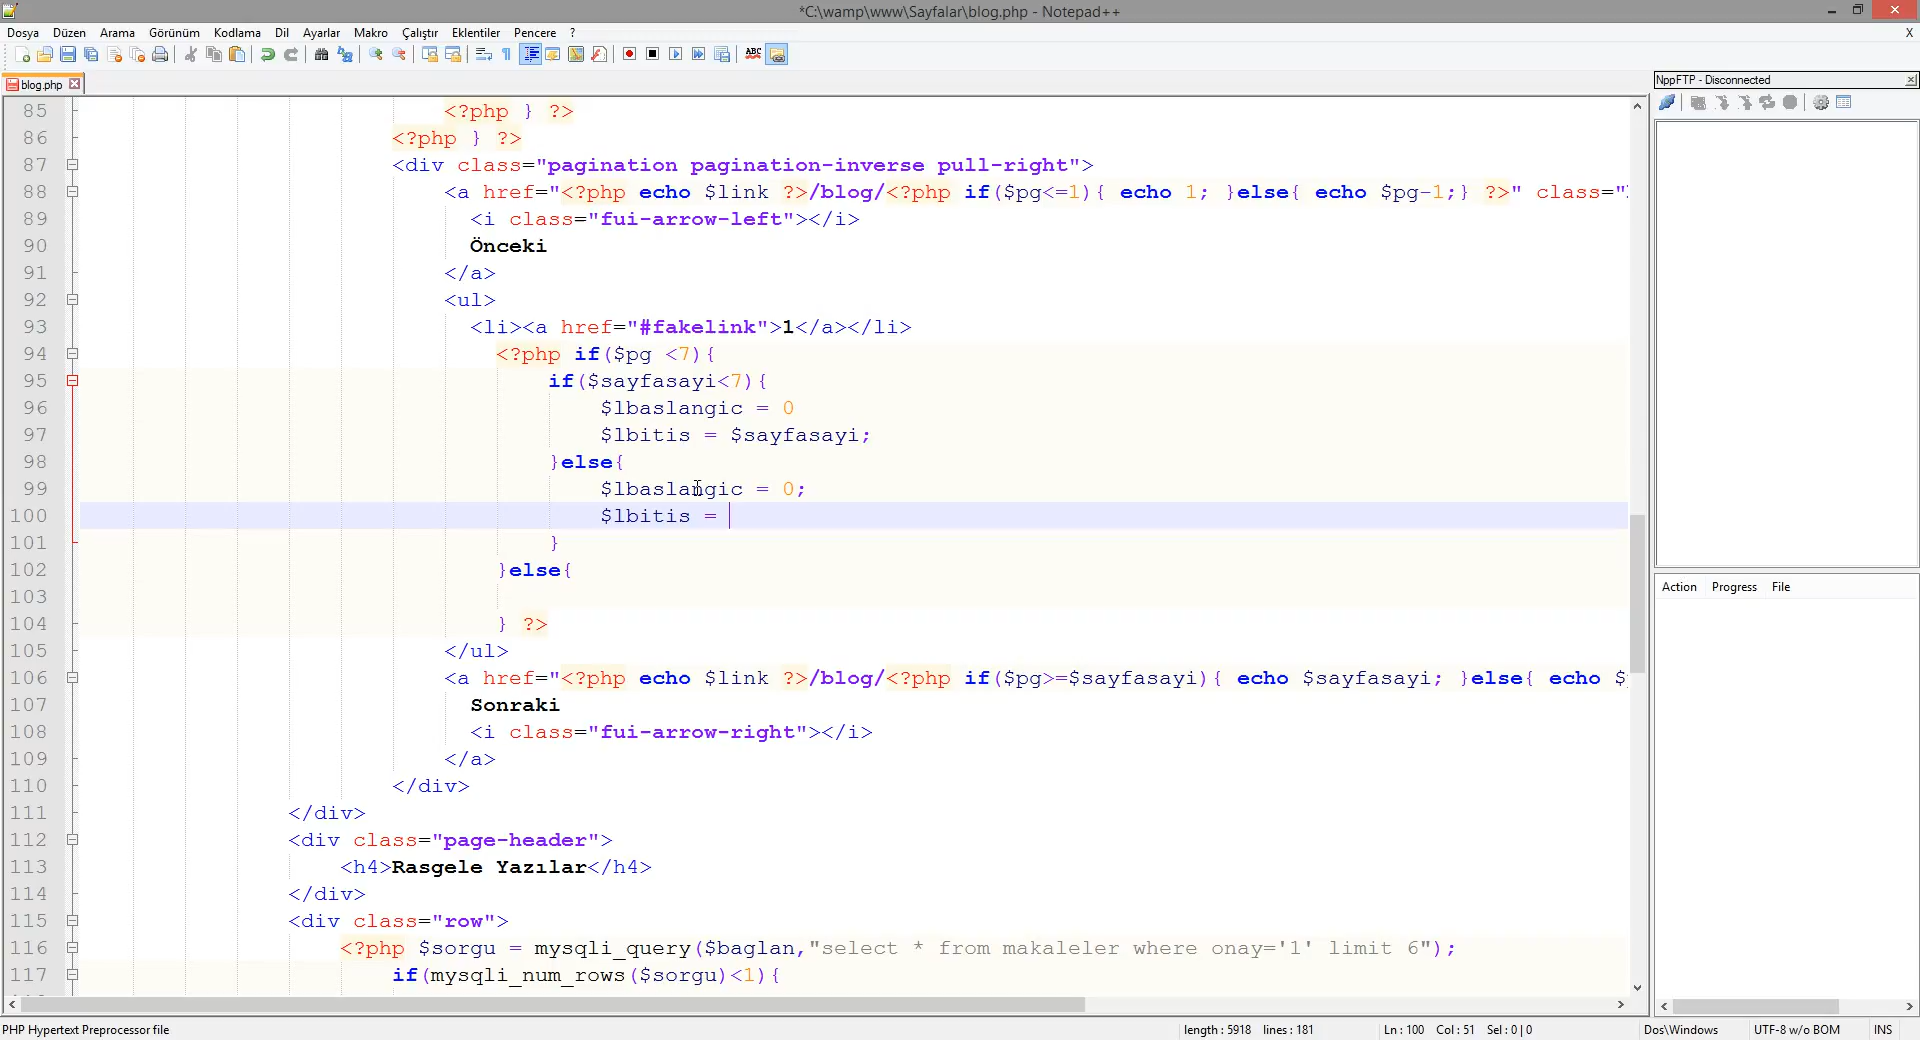 *C:\wamp\www\Sayfalar\blog.php - Notepad++
Dosya Düzen Arama Görünüm Kodlama Dil Ayarlar Makro Çalıştır Eklentiler Pencere ? X
blog.php
NppFTP - Disconnected
85 <?php } ?>
86 <?php } ?>
87 <div class="pagination pagination-inverse pull-right">
88 <a href="<?php echo $link ?>/blog/<?php if($pg<=1){ echo 1; }else{ echo $pg-1;} ?>" class="
89 <i class="fui-arrow-left"></i>
90 Önceki
91 </a>
92 <ul>
93 <li><a href="#fakelink">1</a></li>
94 <?php if($pg <7){
95 if($sayfasayi<7){
96 $lbaslangic = 0
97 $lbitis = $sayfasayi;
98 }else{
99 $lbaslangic = 0;
100 $lbitis =
101 }
102 }else{
103
104 } ?>
105 </ul>
106 <a href="<?php echo $link ?>/blog/<?php if($pg>=$sayfasayi){ echo $sayfasayi; }else{ echo $
107 Sonraki
108 <i class="fui-arrow-right"></i>
109 </a>
110 </div>
111 </div>
112 <div class="page-header">
113 <h4>Rasgele Yazılar</h4>
114 </div>
115 <div class="row">
116 <?php $sorgu = mysqli_query($baglan,"select * from makaleler where onay='1' limit 6");
117 if(mysqli_num_rows($sorgu)<1){
Action Progress File
PHP Hypertext Preprocessor file length : 5918 lines : 181 Ln : 100 Col : 51 Sel : 0 | 0 Dos\Windows UTF-8 w/o BOM INS